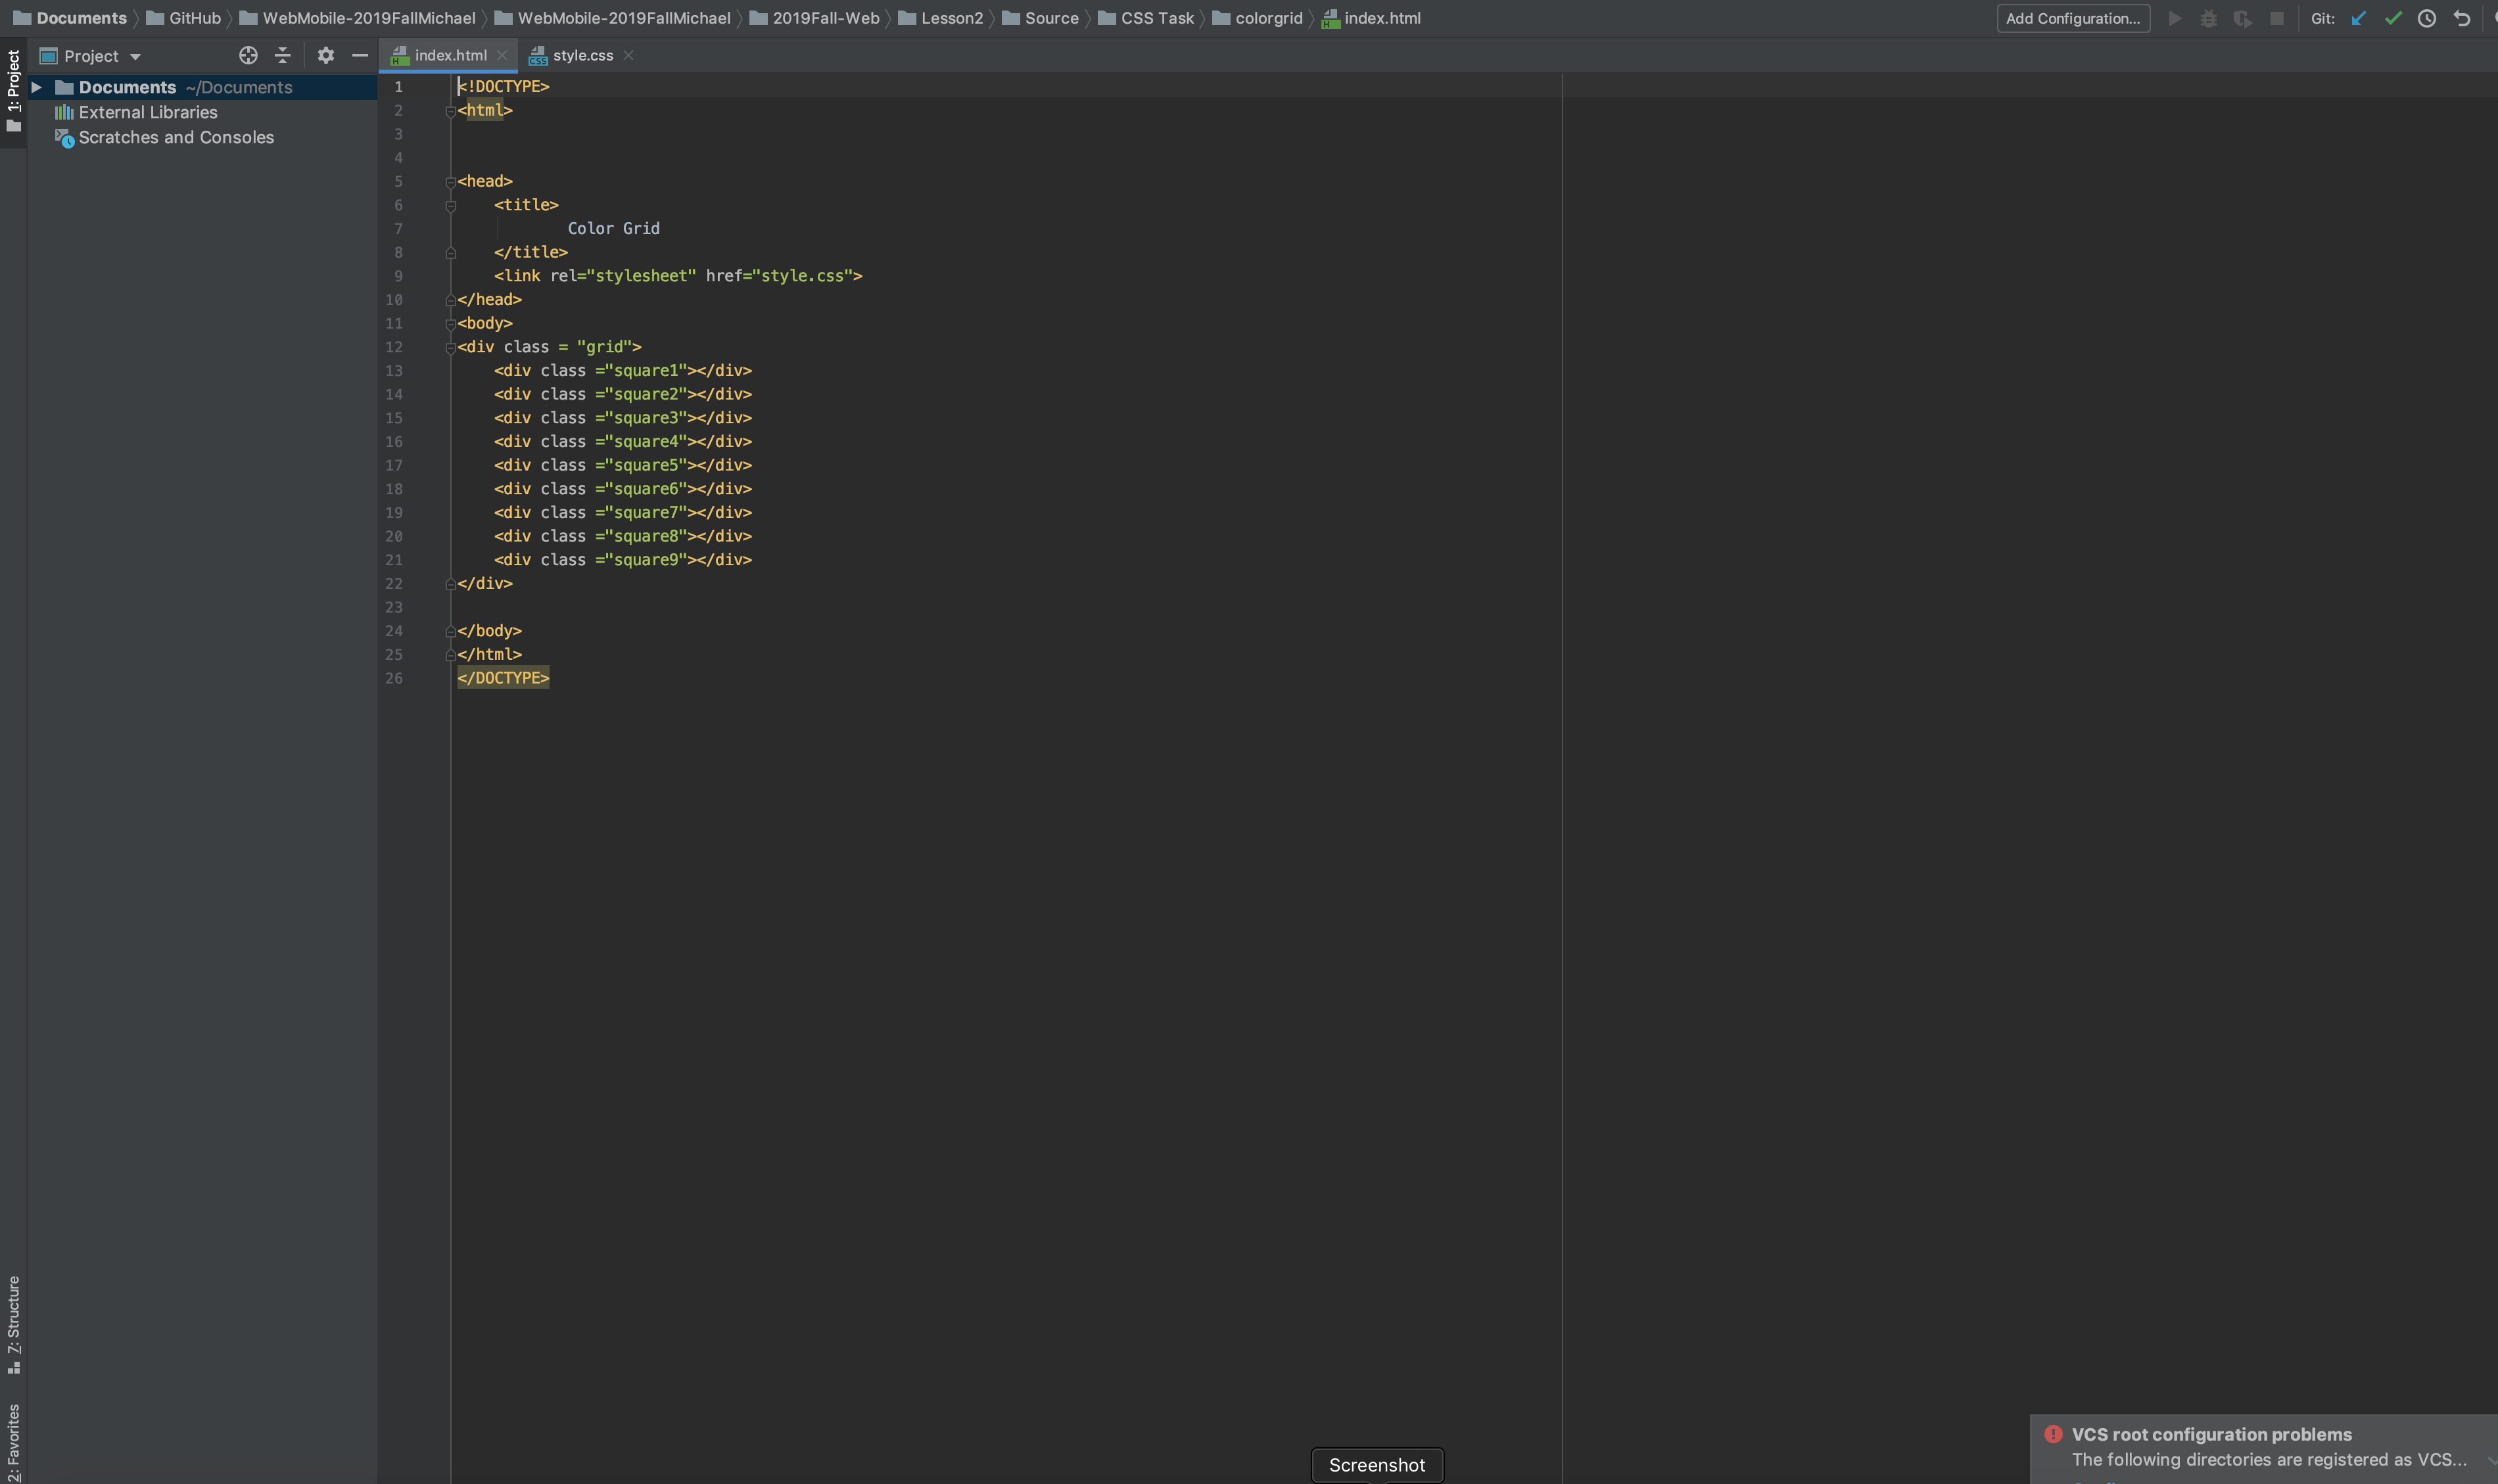 Documents GitHub WebMobile-2019FallMichael WebMobile-2019FallMichael 2019Fall-Web Lesson2 Source CSS Task colorgrid index.html Add Configuration... Git:
1: Project
Project
index.html style.css
Documents ~/Documents
External Libraries
Scratches and Consoles
1 <!DOCTYPE>
2 <html>
3
4
5 <head>
6 <title>
7 Color Grid
8 </title>
9 <link rel="stylesheet" href="style.css">
10 </head>
11 <body>
12 <div class = "grid">
13 <div class ="square1"></div>
14 <div class ="square2"></div>
15 <div class ="square3"></div>
16 <div class ="square4"></div>
17 <div class ="square5"></div>
18 <div class ="square6"></div>
19 <div class ="square7"></div>
20 <div class ="square8"></div>
21 <div class ="square9"></div>
22 </div>
23
24 </body>
25 </html>
26 </DOCTYPE>
7: Structure
2: Favorites
Screenshot
VCS root configuration problems
The following directories are registered as VCS...